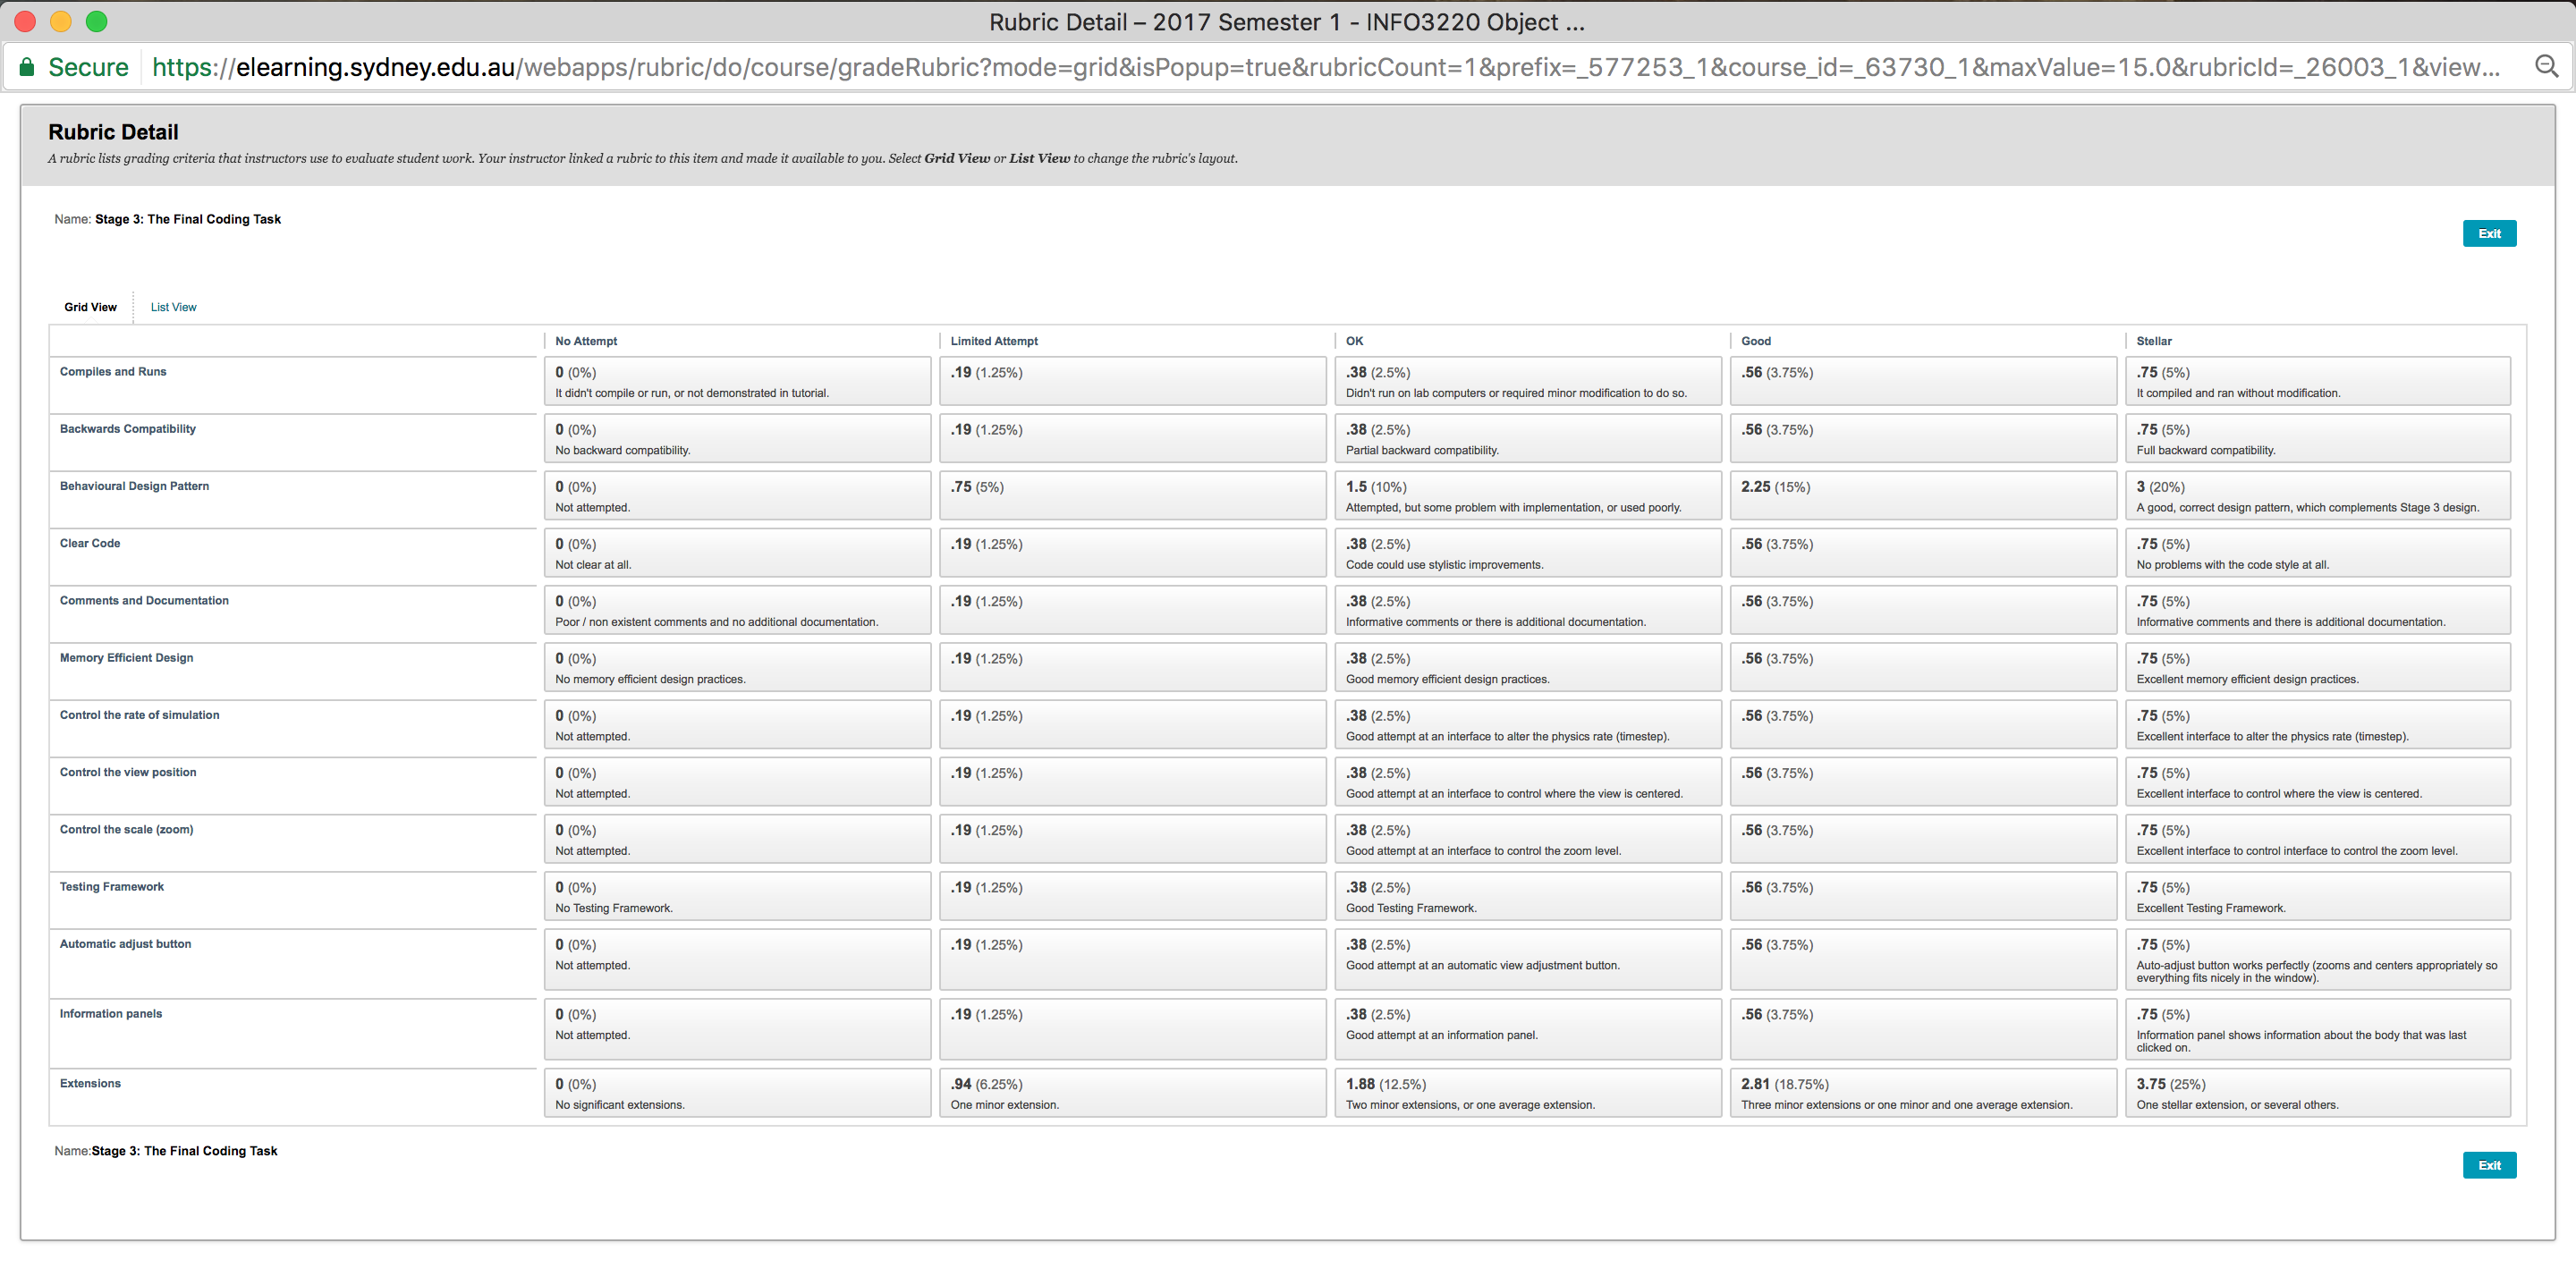 Rubric Detail – 2017 Semester 1 - INFO3220 Object ...
Secure https://elearning.sydney.edu.au/webapps/rubric/do/course/gradeRubric?mode=grid&isPopup=true&rubricCount=1&prefix=_577253_1&course_id=_63730_1&maxValue=15.0&rubricId=_26003_1&view...
Rubric Detail
A rubric lists grading criteria that instructors use to evaluate student work. Your instructor linked a rubric to this item and made it available to you. Select Grid View or List View to change the rubric's layout.
Name: Stage 3: The Final Coding Task
Exit
Grid View List View
No Attempt Limited Attempt OK Good Stellar
Compiles and Runs 0 (0%) .19 (1.25%) .38 (2.5%) .56 (3.75%) .75 (5%)
It didn't compile or run, or not demonstrated in tutorial. Didn't run on lab computers or required minor modification to do so. It compiled and ran without modification.
Backwards Compatibility 0 (0%) .19 (1.25%) .38 (2.5%) .56 (3.75%) .75 (5%)
No backward compatibility. Partial backward compatibility. Full backward compatibility.
Behavioural Design Pattern 0 (0%) .75 (5%) 1.5 (10%) 2.25 (15%) 3 (20%)
Not attempted. Attempted, but some problem with implementation, or used poorly. A good, correct design pattern, which complements Stage 3 design.
Clear Code 0 (0%) .19 (1.25%) .38 (2.5%) .56 (3.75%) .75 (5%)
Not clear at all. Code could use stylistic improvements. No problems with the code style at all.
Comments and Documentation 0 (0%) .19 (1.25%) .38 (2.5%) .56 (3.75%) .75 (5%)
Poor / non existent comments and no additional documentation. Informative comments or there is additional documentation. Informative comments and there is additional documentation.
Memory Efficient Design 0 (0%) .19 (1.25%) .38 (2.5%) .56 (3.75%) .75 (5%)
No memory efficient design practices. Good memory efficient design practices. Excellent memory efficient design practices.
Control the rate of simulation 0 (0%) .19 (1.25%) .38 (2.5%) .56 (3.75%) .75 (5%)
Not attempted. Good attempt at an interface to alter the physics rate (timestep). Excellent interface to alter the physics rate (timestep).
Control the view position 0 (0%) .19 (1.25%) .38 (2.5%) .56 (3.75%) .75 (5%)
Not attempted. Good attempt at an interface to control where the view is centered. Excellent interface to control where the view is centered.
Control the scale (zoom) 0 (0%) .19 (1.25%) .38 (2.5%) .56 (3.75%) .75 (5%)
Not attempted. Good attempt at an interface to control the zoom level. Excellent interface to control interface to control the zoom level.
Testing Framework 0 (0%) .19 (1.25%) .38 (2.5%) .56 (3.75%) .75 (5%)
No Testing Framework. Good Testing Framework. Excellent Testing Framework.
Automatic adjust button 0 (0%) .19 (1.25%) .38 (2.5%) .56 (3.75%) .75 (5%)
Not attempted. Good attempt at an automatic view adjustment button. Auto-adjust button works perfectly (zooms and centers appropriately so
everything fits nicely in the window).
Information panels 0 (0%) .19 (1.25%) .38 (2.5%) .56 (3.75%) .75 (5%)
Not attempted. Good attempt at an information panel. Information panel shows information about the body that was last
clicked on.
Extensions 0 (0%) .94 (6.25%) 1.88 (12.5%) 2.81 (18.75%) 3.75 (25%)
No significant extensions. One minor extension. Two minor extensions, or one average extension. Three minor extensions or one minor and one average extension. One stellar extension, or several others.
Name:Stage 3: The Final Coding Task
Exit